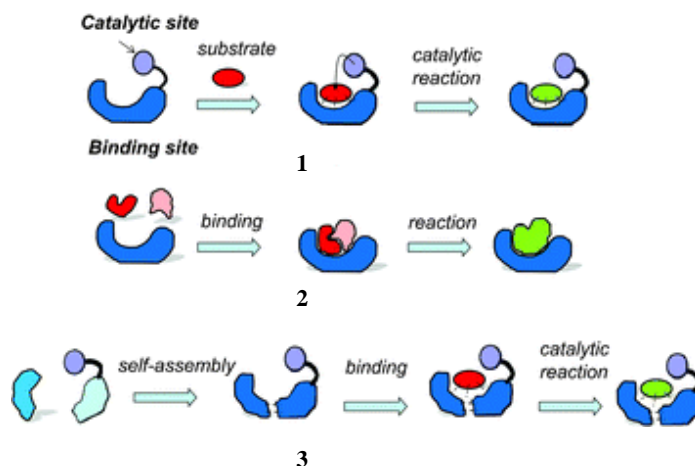 Catalytic site
substrate
catalytic
reaction
Binding site
1
binding
reaction
2
self-assembly
binding
catalytic
reaction
3